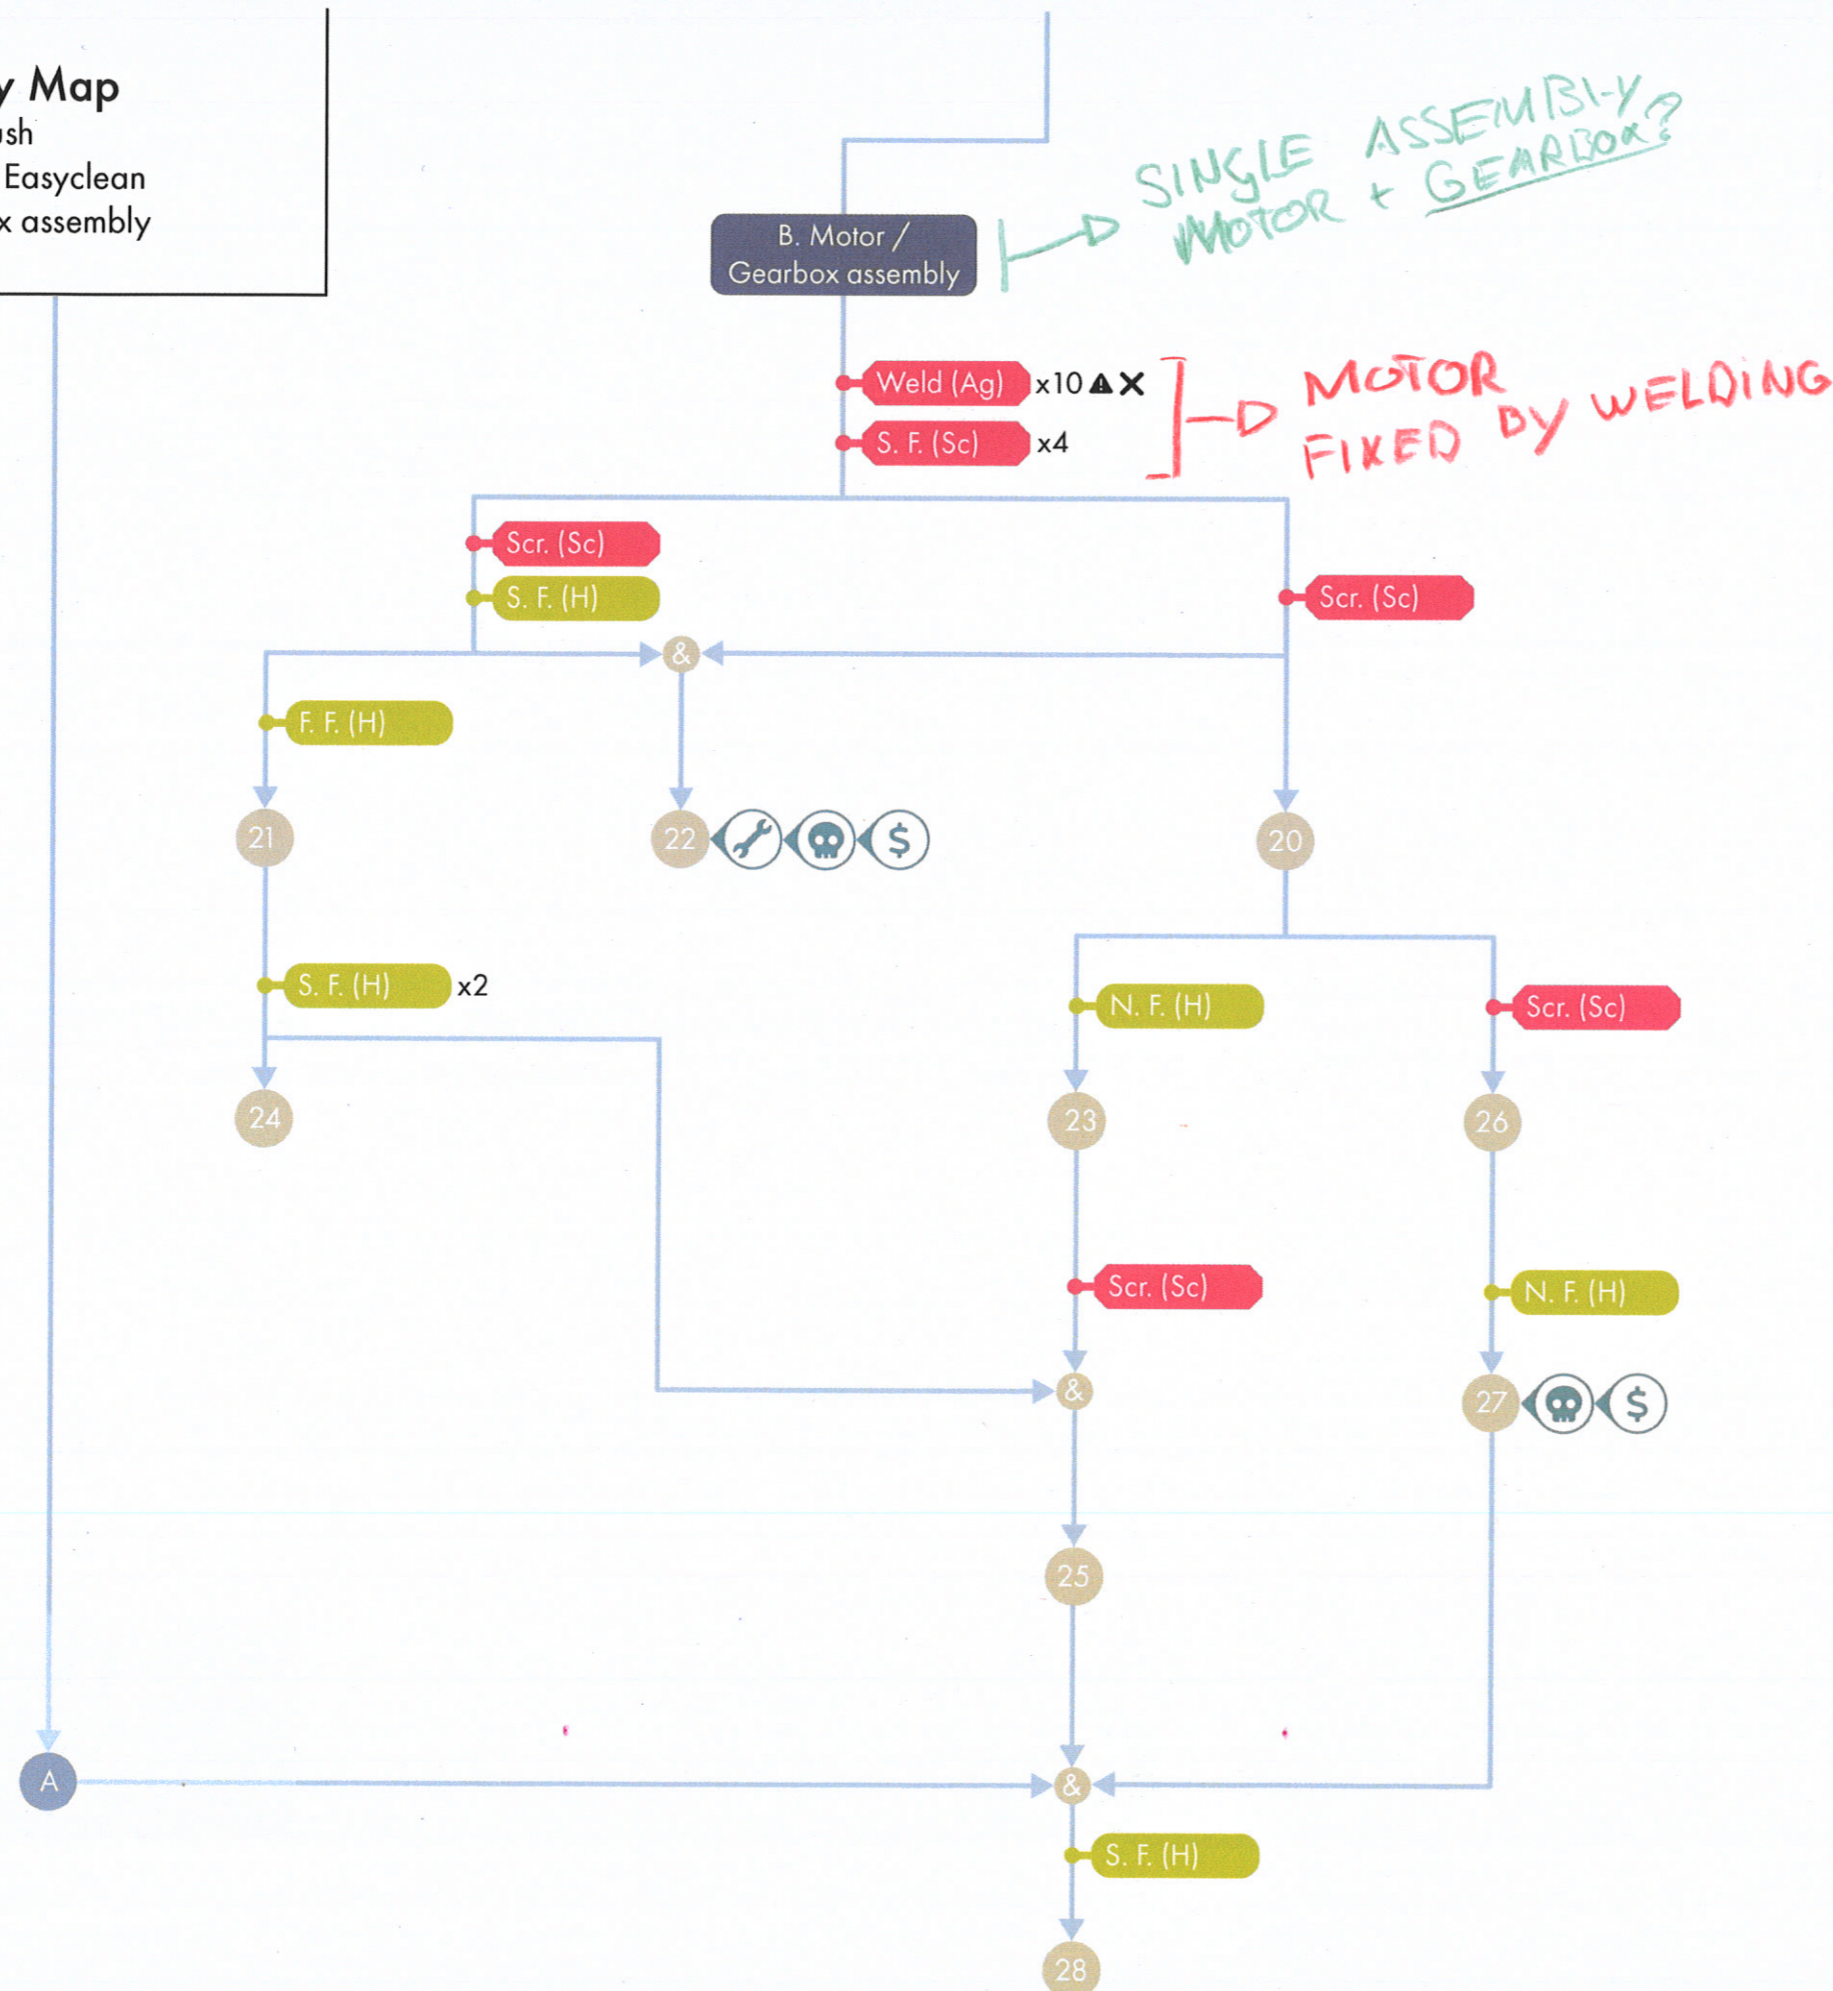 y Map
ush
Easyclean
x assembly
B. Motor /
Gearbox assembly
SINGLE ASSEMBLY
MOTOR + GEARBOX?
Weld (Ag) x10
S. F. (Sc) x4
MOTOR
FIXED BY WELDING
Scr. (Sc)
S. F. (H)
Scr. (Sc)
&
F. F. (H)
21
22
$
20
S. F. (H) x2
N. F. (H)
Scr. (Sc)
24
23
26
Scr. (Sc)
N. F. (H)
&
27
$
25
A
&
S. F. (H)
28